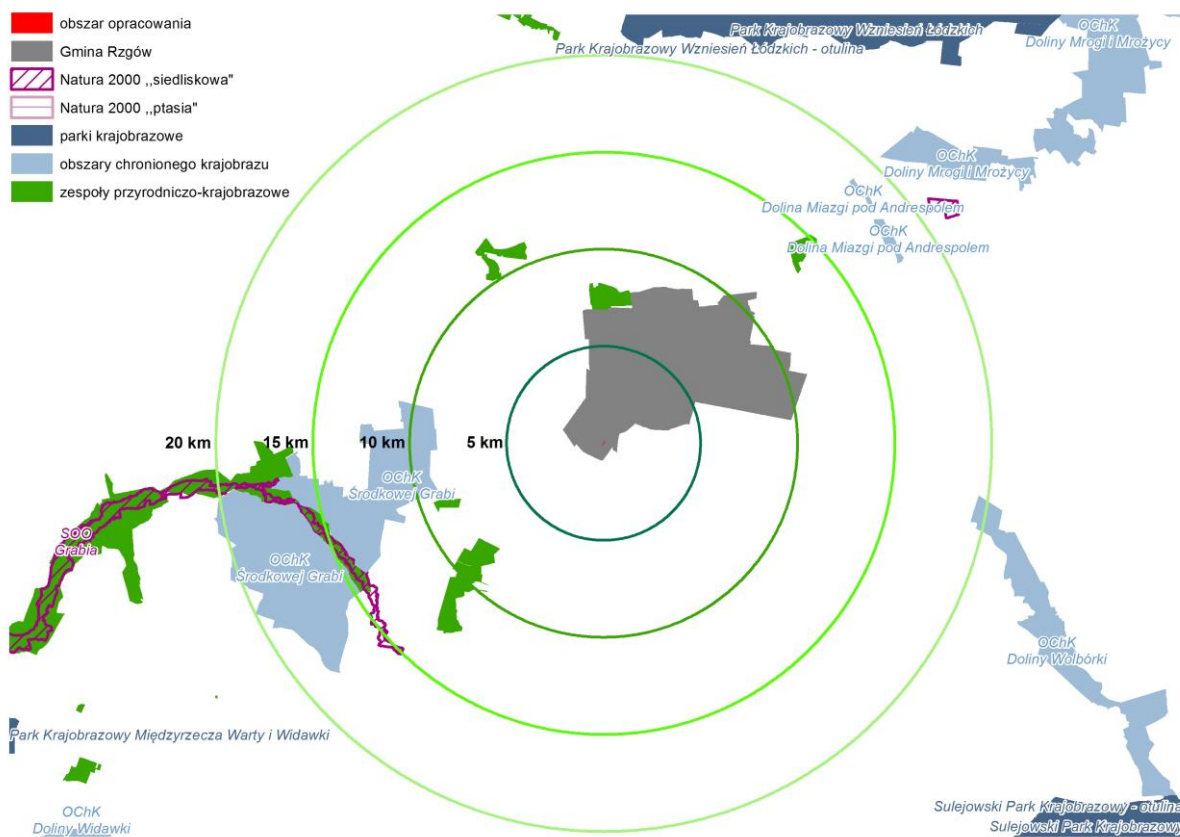 obszar opracowania
Gmina Rzgów
Natura 2000 ,,siedliskowa"
Natura 2000 ,,ptasia"
parki krajobrazowe
obszary chronionego krajobrazu
zespoły przyrodniczo-krajobrazowe
Park Krajobrazowy Wzniesień Łódzkich
Park Krajobrazowy Wzniesień Łódzkich - otulina
OChK
Doliny Mrogi i Mrożycy
OChK
Doliny Mrogi i Mrożycy
OChK
Dolina Miazgi pod Andrespolem
OChK
Dolina Miazgi pod Andrespolem
20 km
15 km
10 km
5 km
OChK
Środkowej Grabi
SOO
Grabia
OChK
Środkowej Grabi
OChK
Doliny Wolbórki
Park Krajobrazowy Międzyrzecza Warty i Widawki
OChK
Doliny Widawki
Sulejowski Park Krajobrazowy - otulina
Sulejowski Park Krajobrazowy